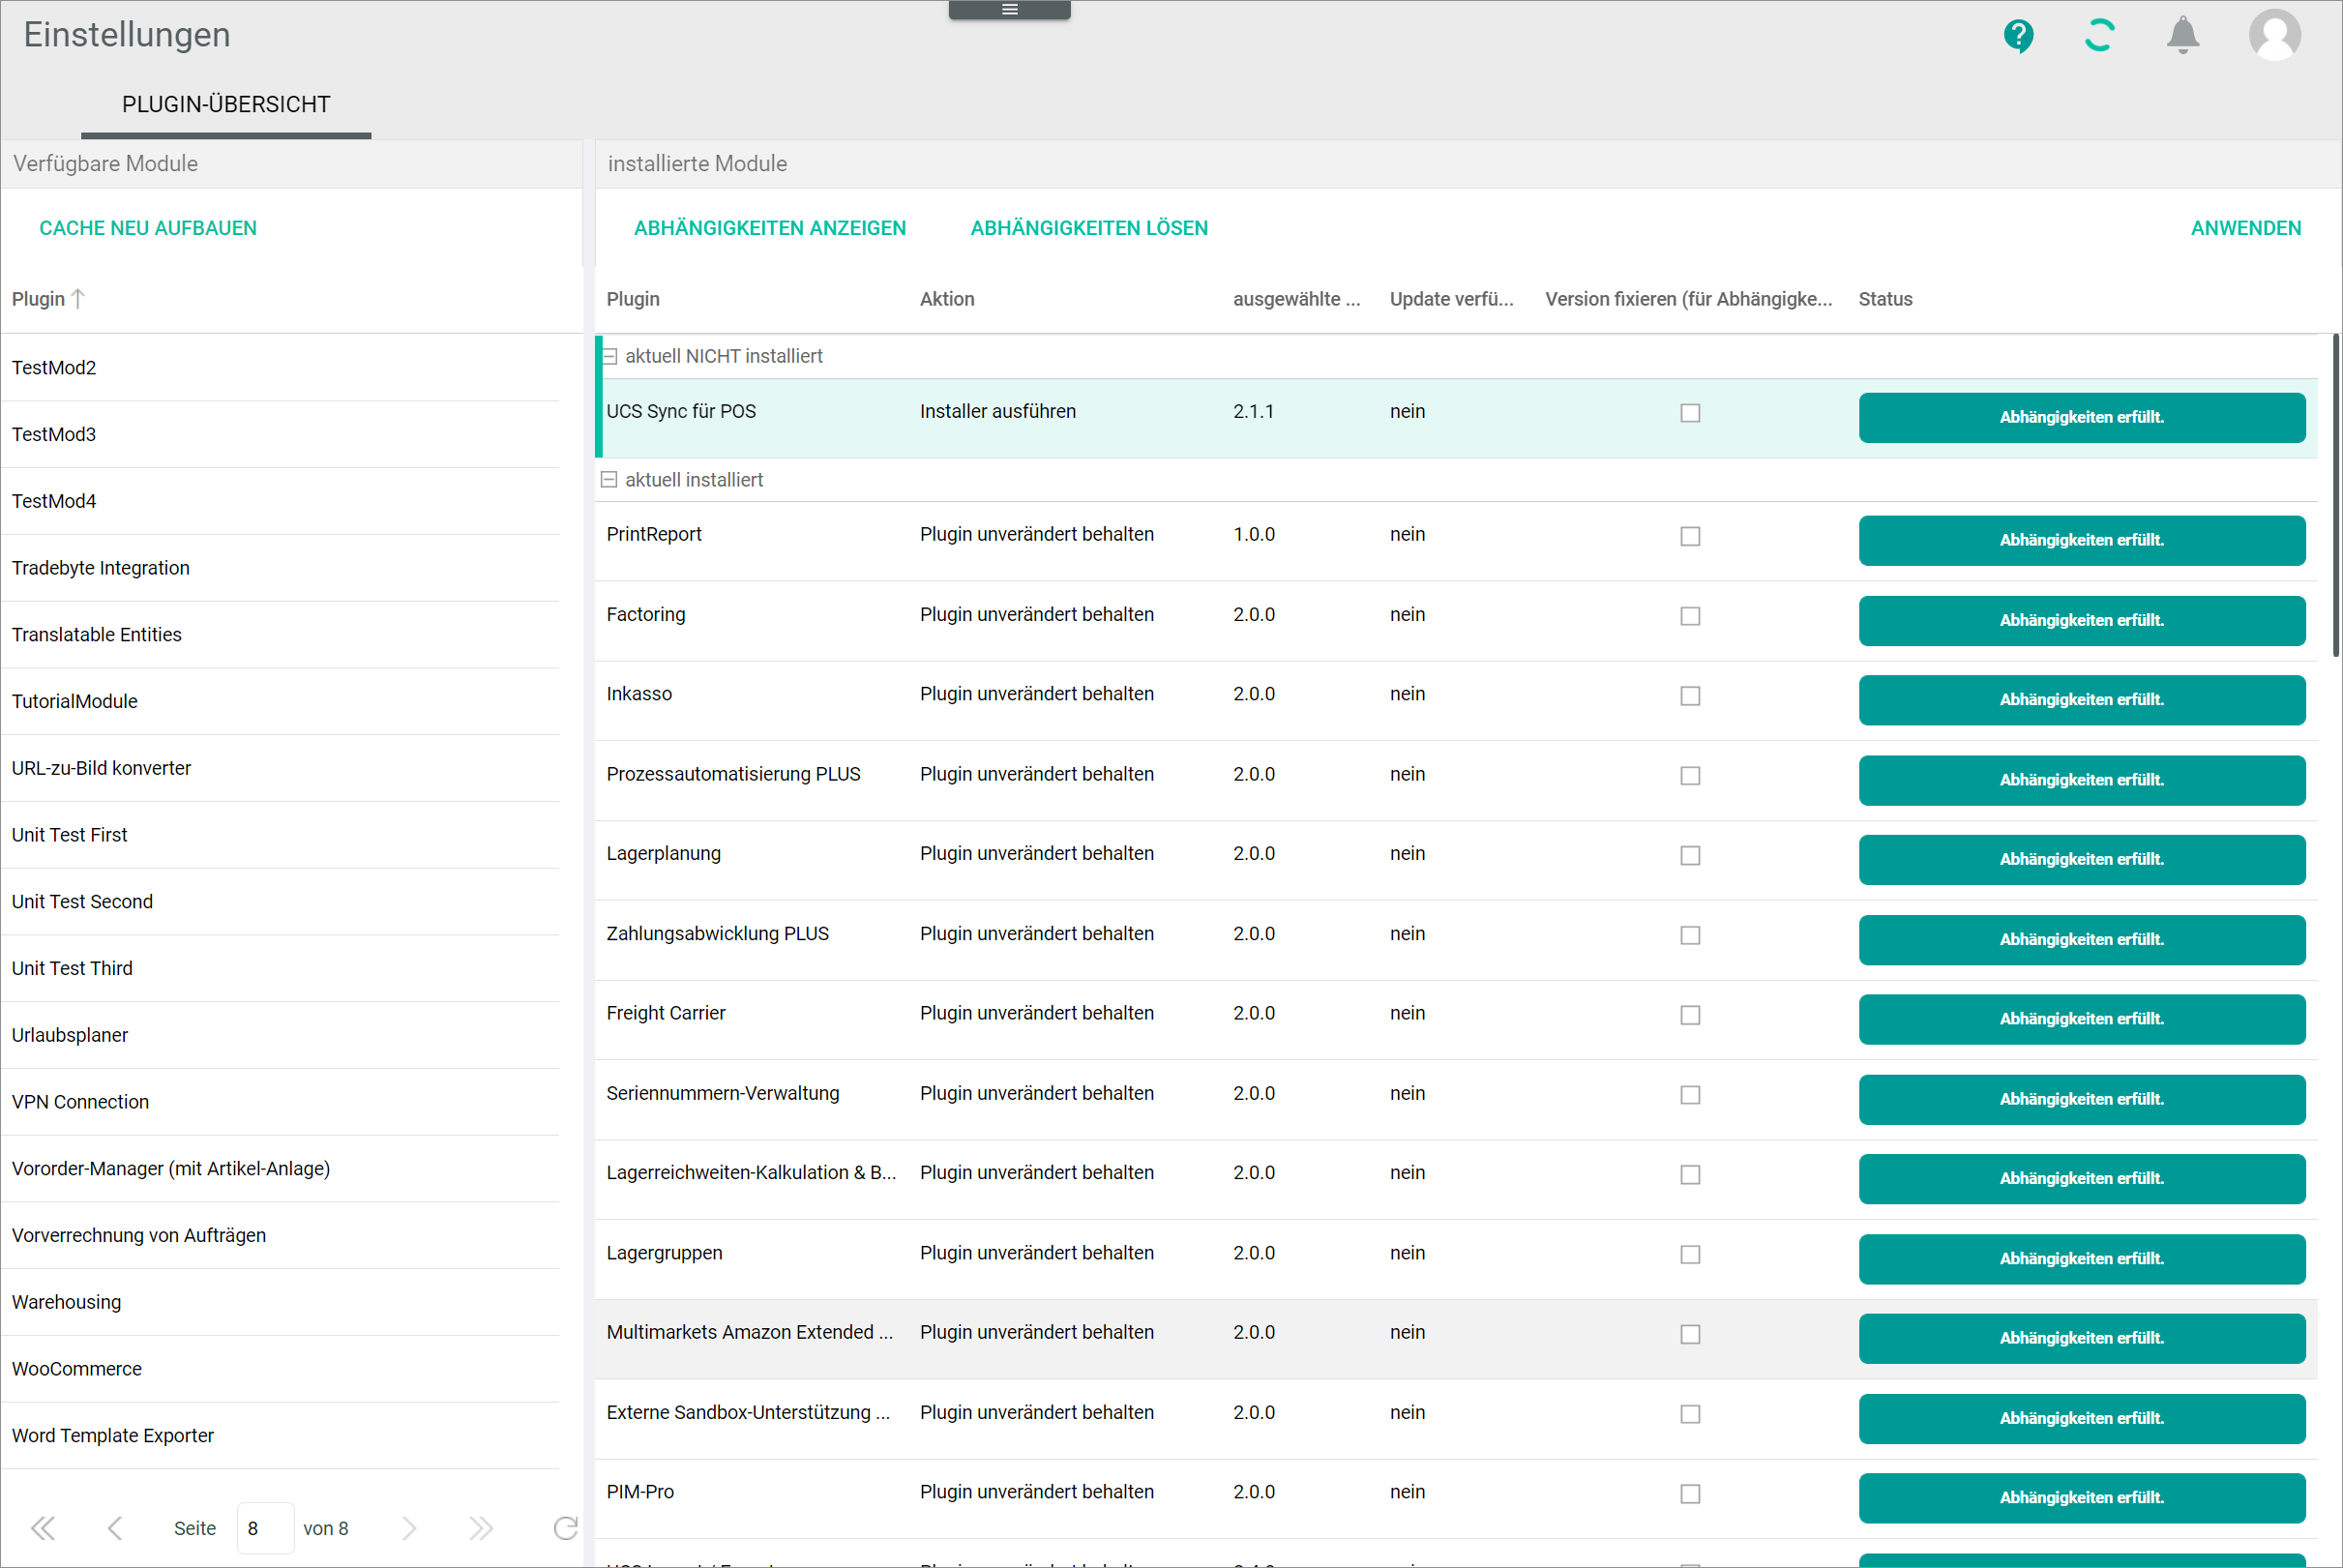 Einstellungen
PLUGIN-ÜBERSICHT
Verfügbare Module
CACHE NEU AUFBAUEN
Plugin
TestMod2
TestMod3
TestMod4
Tradebyte Integration
Translatable Entities
TutorialModule
URL-zu-Bild konverter
Unit Test First
Unit Test Second
Unit Test Third
Urlaubsplaner
VPN Connection
Vororder-Manager (mit Artikel-Anlage)
Vorverrechnung von Aufträgen
Warehousing
WooCommerce
Word Template Exporter
Seite 8 von 8
installierte Module
ABHÄNGIGKEITEN ANZEIGEN ABHÄNGIGKEITEN LÖSEN ANWENDEN
Plugin Aktion ausgewählte ... Update verfü... Version fixieren (für Abhängigke... Status
aktuell NICHT installiert
UCS Sync für POS Installer ausführen 2.1.1 nein Abhängigkeiten erfüllt.
aktuell installiert
PrintReport Plugin unverändert behalten 1.0.0 nein Abhängigkeiten erfüllt.
Factoring Plugin unverändert behalten 2.0.0 nein Abhängigkeiten erfüllt.
Inkasso Plugin unverändert behalten 2.0.0 nein Abhängigkeiten erfüllt.
Prozessautomatisierung PLUS Plugin unverändert behalten 2.0.0 nein Abhängigkeiten erfüllt.
Lagerplanung Plugin unverändert behalten 2.0.0 nein Abhängigkeiten erfüllt.
Zahlungsabwicklung PLUS Plugin unverändert behalten 2.0.0 nein Abhängigkeiten erfüllt.
Freight Carrier Plugin unverändert behalten 2.0.0 nein Abhängigkeiten erfüllt.
Seriennummern-Verwaltung Plugin unverändert behalten 2.0.0 nein Abhängigkeiten erfüllt.
Lagerreichweiten-Kalkulation & B... Plugin unverändert behalten 2.0.0 nein Abhängigkeiten erfüllt.
Lagergruppen Plugin unverändert behalten 2.0.0 nein Abhängigkeiten erfüllt.
Multimarkets Amazon Extended ... Plugin unverändert behalten 2.0.0 nein Abhängigkeiten erfüllt.
Externe Sandbox-Unterstützung ... Plugin unverändert behalten 2.0.0 nein Abhängigkeiten erfüllt.
PIM-Pro Plugin unverändert behalten 2.0.0 nein Abhängigkeiten erfüllt.